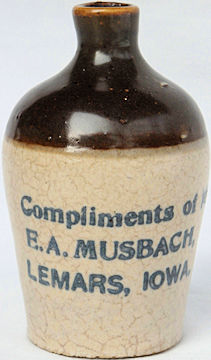 Compliments of
E.A. MUSBACH,
LEMARS, IOWA.